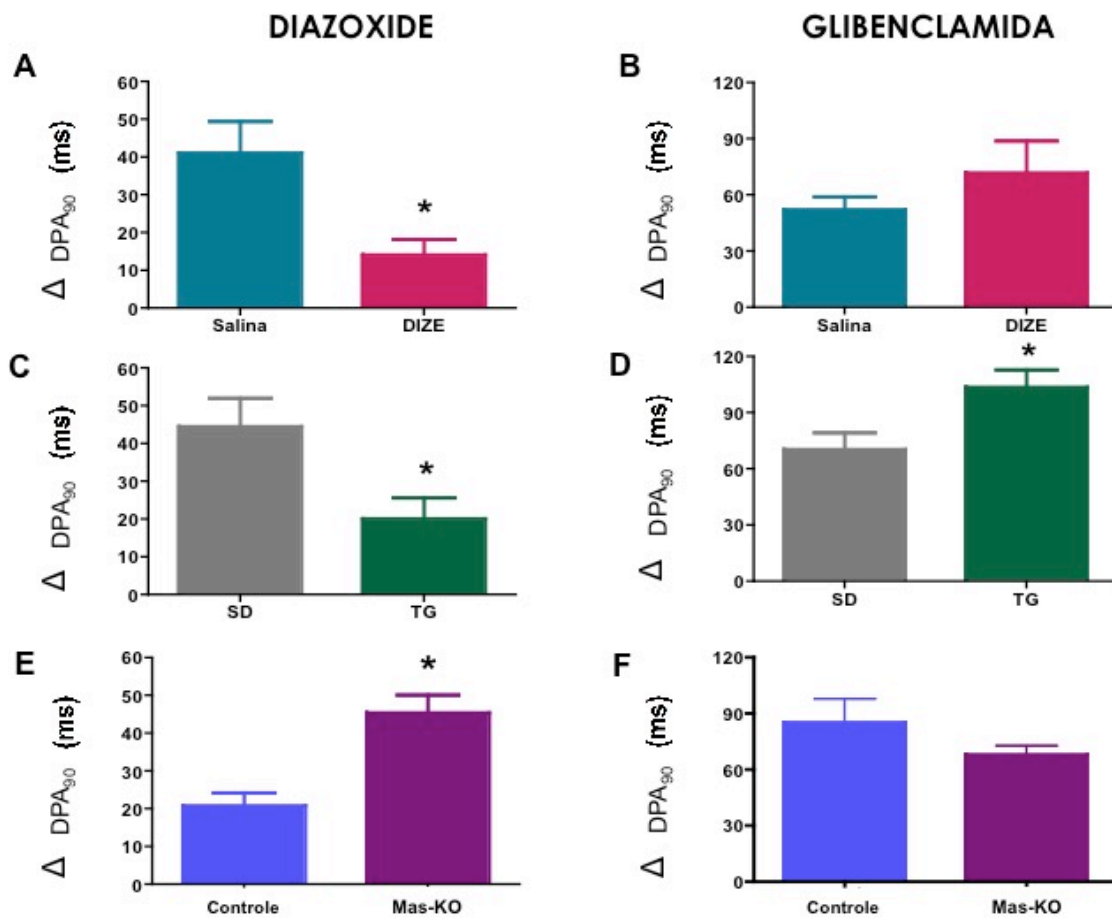 DIAZOXIDE
GLIBENCLAMIDA
A
Δ DPA₉₀ (ms)
60
50
40
30
20
10
0
Salina DIZE
*
B
Δ DPA₉₀ (ms)
120
90
60
30
0
Salina DIZE
C
Δ DPA₉₀ (ms)
60
50
40
30
20
10
0
SD TG
*
D
Δ DPA₉₀ (ms)
120
90
60
30
0
SD TG
*
E
Δ DPA₉₀ (ms)
60
50
40
30
20
10
0
Controle Mas-KO
*
F
Δ DPA₉₀ (ms)
120
90
60
30
0
Controle Mas-KO